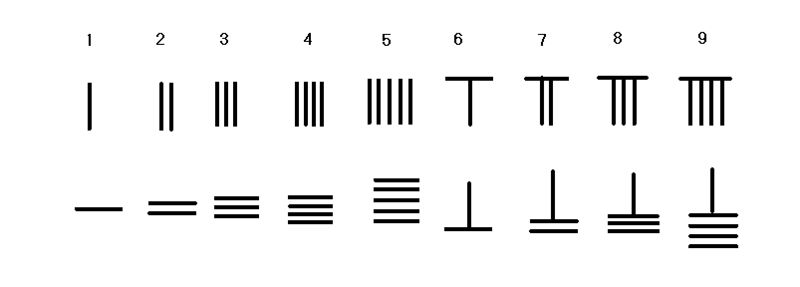 1 2 3 4 5 6 7 8 9
𝍠 𝍡 𝍢 𝍣 𝍤 𝍥 𝍦 𝍧 𝍨
𝍩 𝍪 𝍫 𝍬 𝍭 𝍮 𝍯 𝍰 𝍱